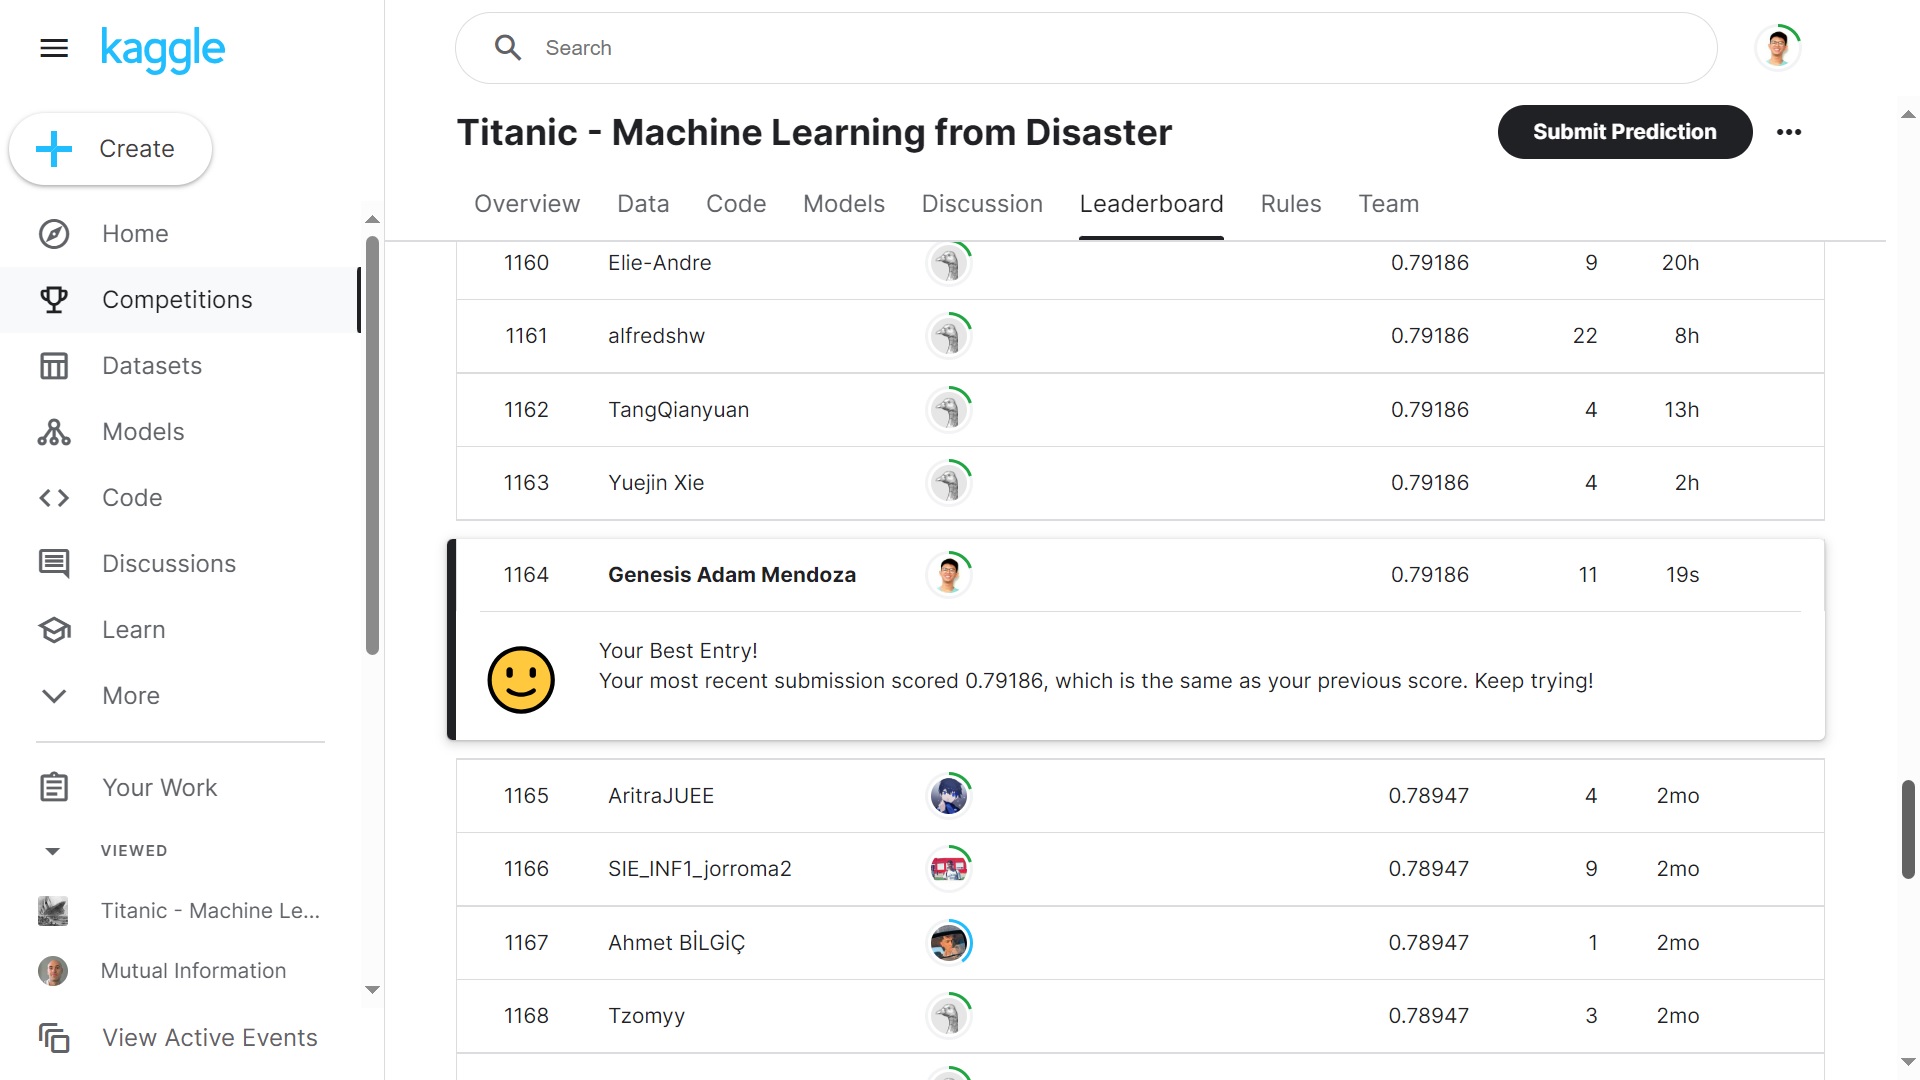 kaggle
Search
Create
Home
Competitions
Datasets
Models
Code
Discussions
Learn
More
Your Work
VIEWED
Titanic - Machine Le...
Mutual Information
View Active Events
Titanic - Machine Learning from Disaster
Submit Prediction
Overview Data Code Models Discussion Leaderboard Rules Team
1160 Elie-Andre 0.79186 9 20h
1161 alfredshw 0.79186 22 8h
1162 TangQianyuan 0.79186 4 13h
1163 Yuejin Xie 0.79186 4 2h
1164 Genesis Adam Mendoza 0.79186 11 19s
Your Best Entry!
Your most recent submission scored 0.79186, which is the same as your previous score. Keep trying!
1165 AritraJUEE 0.78947 4 2mo
1166 SIE_INF1_jorroma2 0.78947 9 2mo
1167 Ahmet BİLGİÇ 0.78947 1 2mo
1168 Tzomyy 0.78947 3 2mo